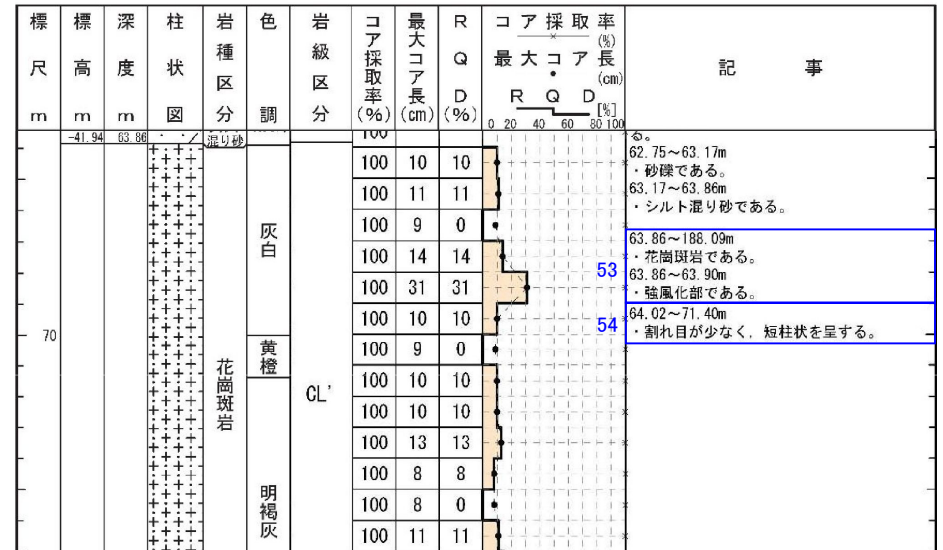 標尺m
標高m
深度m
柱状図
岩種区分
色調
岩級区分
コア採取率(%)
最大コア長(cm)
RQD(%)
コア採取率(%)
最大コア長(cm)
RQD[%]
0 20 40 60 80 100
記事
-41.94 63.86 混り砂
100
る。
62.75～63.17m
・砂礫である。
63.17～63.86m
・シルト混り砂である。
53
63.86～188.09m
・花崗斑岩である。
63.86～63.90m
・強風化部である。
54
64.02～71.40m
・割れ目が少なく，短柱状を呈する。
70
花崗斑岩
灰白
黄橙
明褐灰
CL'
100 10 10
100 11 11
100 9 0
100 14 14
100 31 31
100 10 10
100 9 0
100 10 10
100 10 10
100 13 13
100 8 8
100 8 0
100 11 11